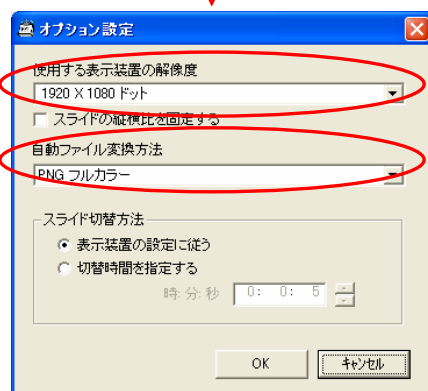 オプション設定
使用する表示装置の解像度
1920 X 1080 ドット
スライドの縦横比を固定する
自動ファイル変換方法
PNG フルカラー
スライド切替方法
表示装置の設定に従う
切替時間を指定する
時:分:秒 0: 0: 5
OK キャンセル